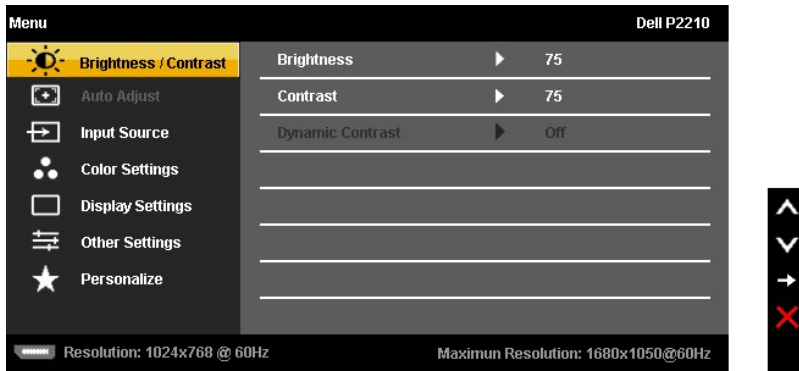 Menu Dell P2210
Brightness / Contrast Brightness 75
Auto Adjust Contrast 75
Input Source Dynamic Contrast Off
Color Settings
Display Settings
Other Settings
Personalize
Resolution: 1024x768 @ 60Hz Maximun Resolution: 1680x1050@60Hz